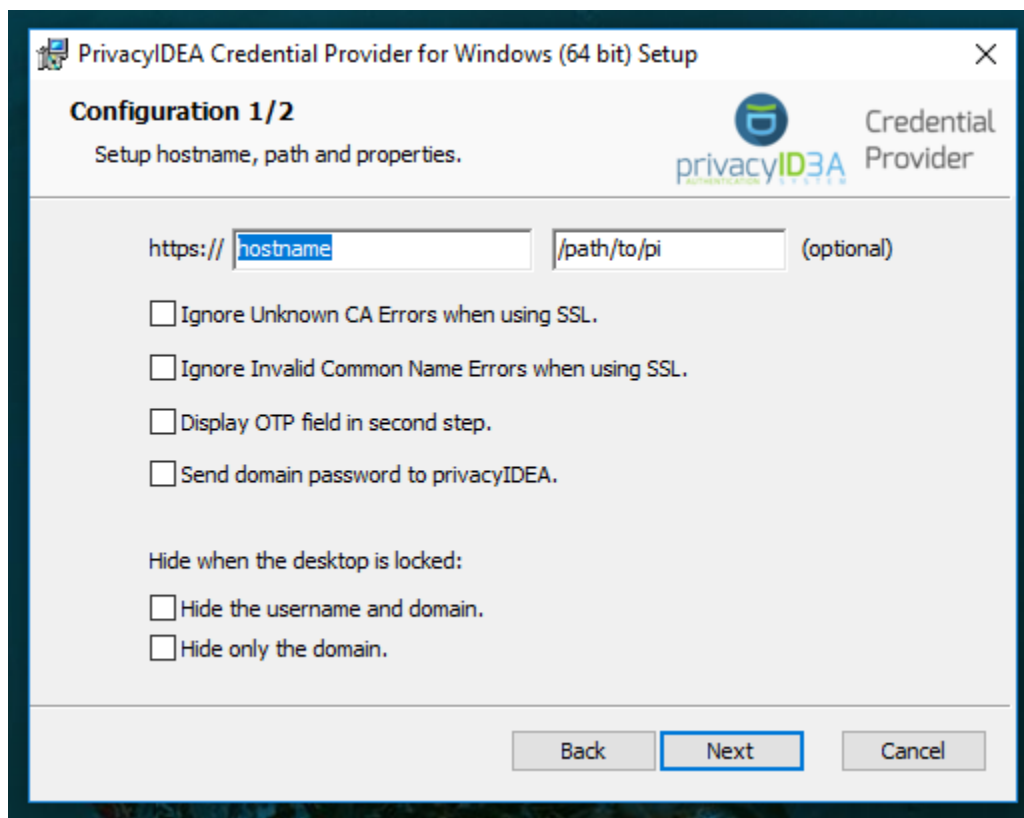 PrivacyIDEA Credential Provider for Windows (64 bit) Setup
Configuration 1/2
Setup hostname, path and properties.
privacyID3A
AUTHENTICATION SYSTEM
Credential
Provider
https:// hostname /path/to/pi (optional)
Ignore Unknown CA Errors when using SSL.
Ignore Invalid Common Name Errors when using SSL.
Display OTP field in second step.
Send domain password to privacyIDEA.
Hide when the desktop is locked:
Hide the username and domain.
Hide only the domain.
Back Next Cancel